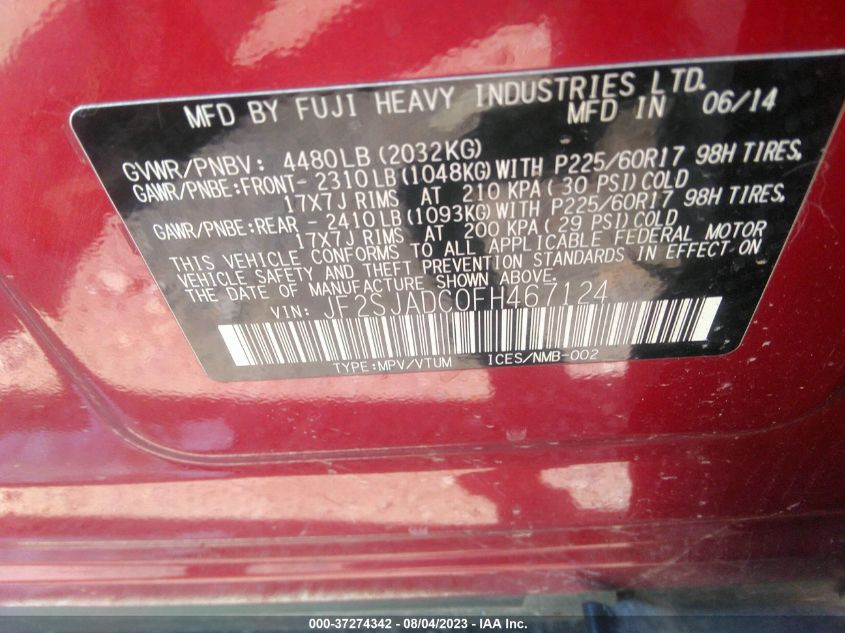 MFD BY FUJI HEAVY INDUSTRIES LTD.
MFD IN 06/14
GVWR/PNBV: 4480LB (2032KG)
GAWR/PNBE:FRONT- 2310LB(1048KG)WITH P225/60R17 98H TIRES,
17X7J RIMS AT 210 KPA( 30 PSI)COLD
GAWR/PNBE:REAR - 2410LB(1093KG)WITH P225/60R17 98H TIRES,
17X7J RIMS AT 200 KPA( 29 PSI)COLD
THIS VEHICLE CONFORMS TO ALL APPLICABLE FEDERAL MOTOR
VEHICLE SAFETY AND THEFT PREVENTION STANDARDS IN EFFECT ON
THE DATE OF MANUFACTURE SHOWN ABOVE.
VIN: JF2SJADC0FH467124
TYPE:MPV/VTUM ICES/NMB-002
000-37274342 - 08/04/2023 - IAA Inc.